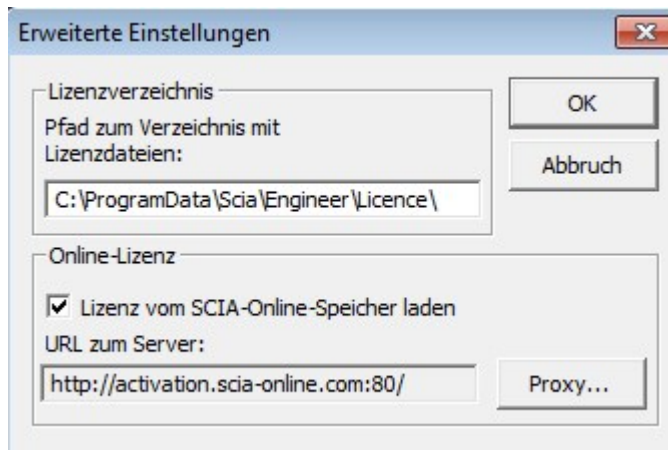 Erweiterte Einstellungen
Lizenzverzeichnis
Pfad zum Verzeichnis mit
Lizenzdateien:
C:\ProgramData\Scia\Engineer\Licence\
OK
Abbruch
Online-Lizenz
Lizenz vom SCIA-Online-Speicher laden
URL zum Server:
http://activation.scia-online.com:80/
Proxy...